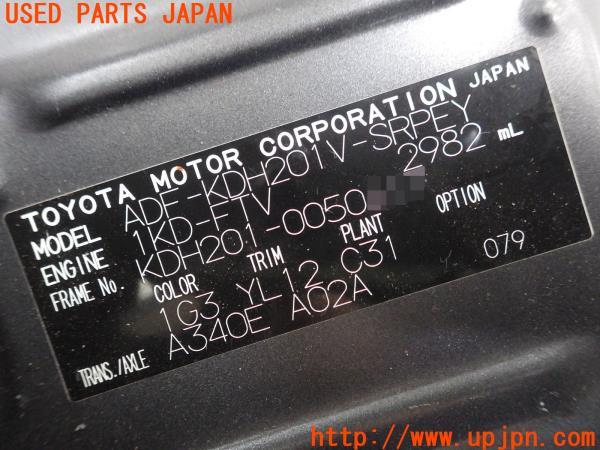 USED PARTS JAPAN
TOYOTA MOTOR CORPORATION JAPAN
MODEL ADF-KDH201V-SRPEY
ENGINE 1KD-FTV 2982 mL
FRAME No. KDH201-0050
COLOR TRIM PLANT OPTION
1G3 YL12 C31 Y 079
TRANS./AXLE A340E A02A
http://www.upjpn.com/